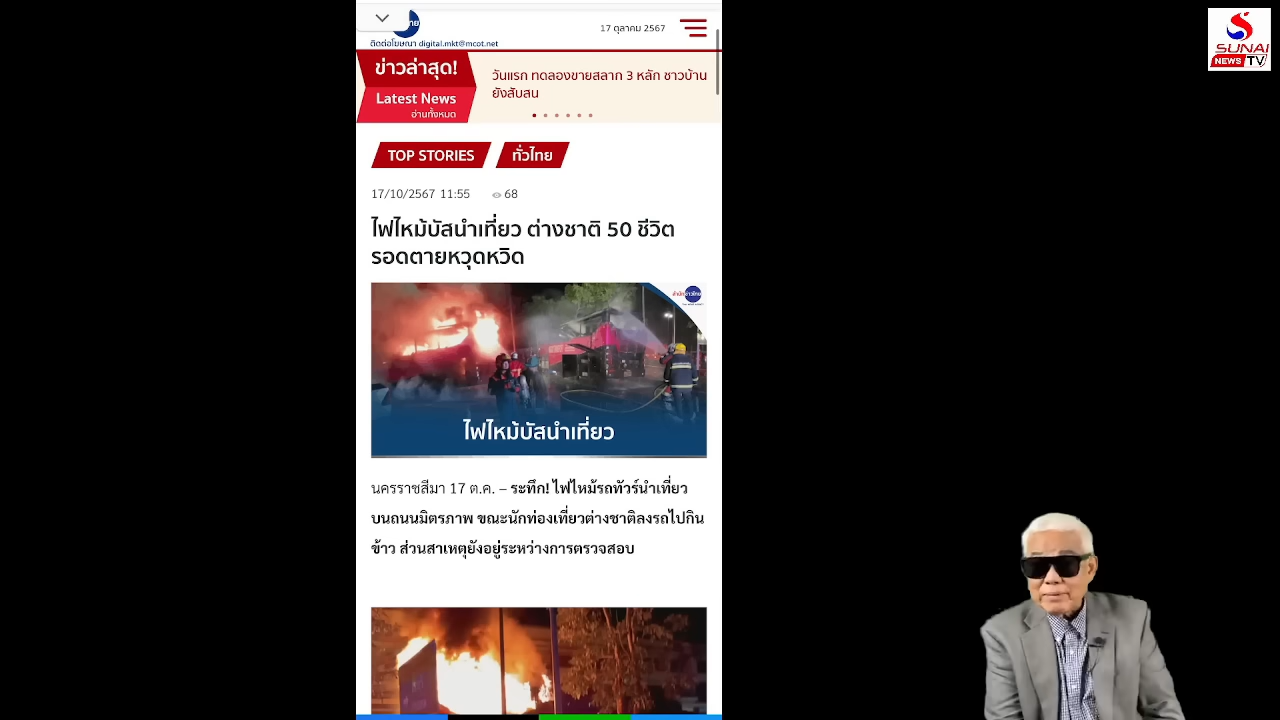 17 ตุลาคม 2567
ติดต่อโฆษณา digital.mkt@mcot.net
ข่าวล่าสุด!
Latest News
อ่านทั้งหมด
วันแรก ทดลองขายสลาก 3 หลัก ชาวบ้าน
ยังสับสน
TOP STORIES
ทั่วไทย
17/10/2567 11:55
68
ไฟไหม้บัสนำเที่ยว ต่างชาติ 50 ชีวิต
รอดตายหวุดหวิด
สำนักข่าวไทย
ไฟไหม้บัสนำเที่ยว
นครราชสีมา 17 ต.ค. – ระทึก! ไฟไหม้รถทัวร์นำเที่ยว
บนถนนมิตรภาพ ขณะนักท่องเที่ยวต่างชาติลงรถไปกิน
ข้าว ส่วนสาเหตุยังอยู่ระหว่างการตรวจสอบ
SUNAI
NEWS TV